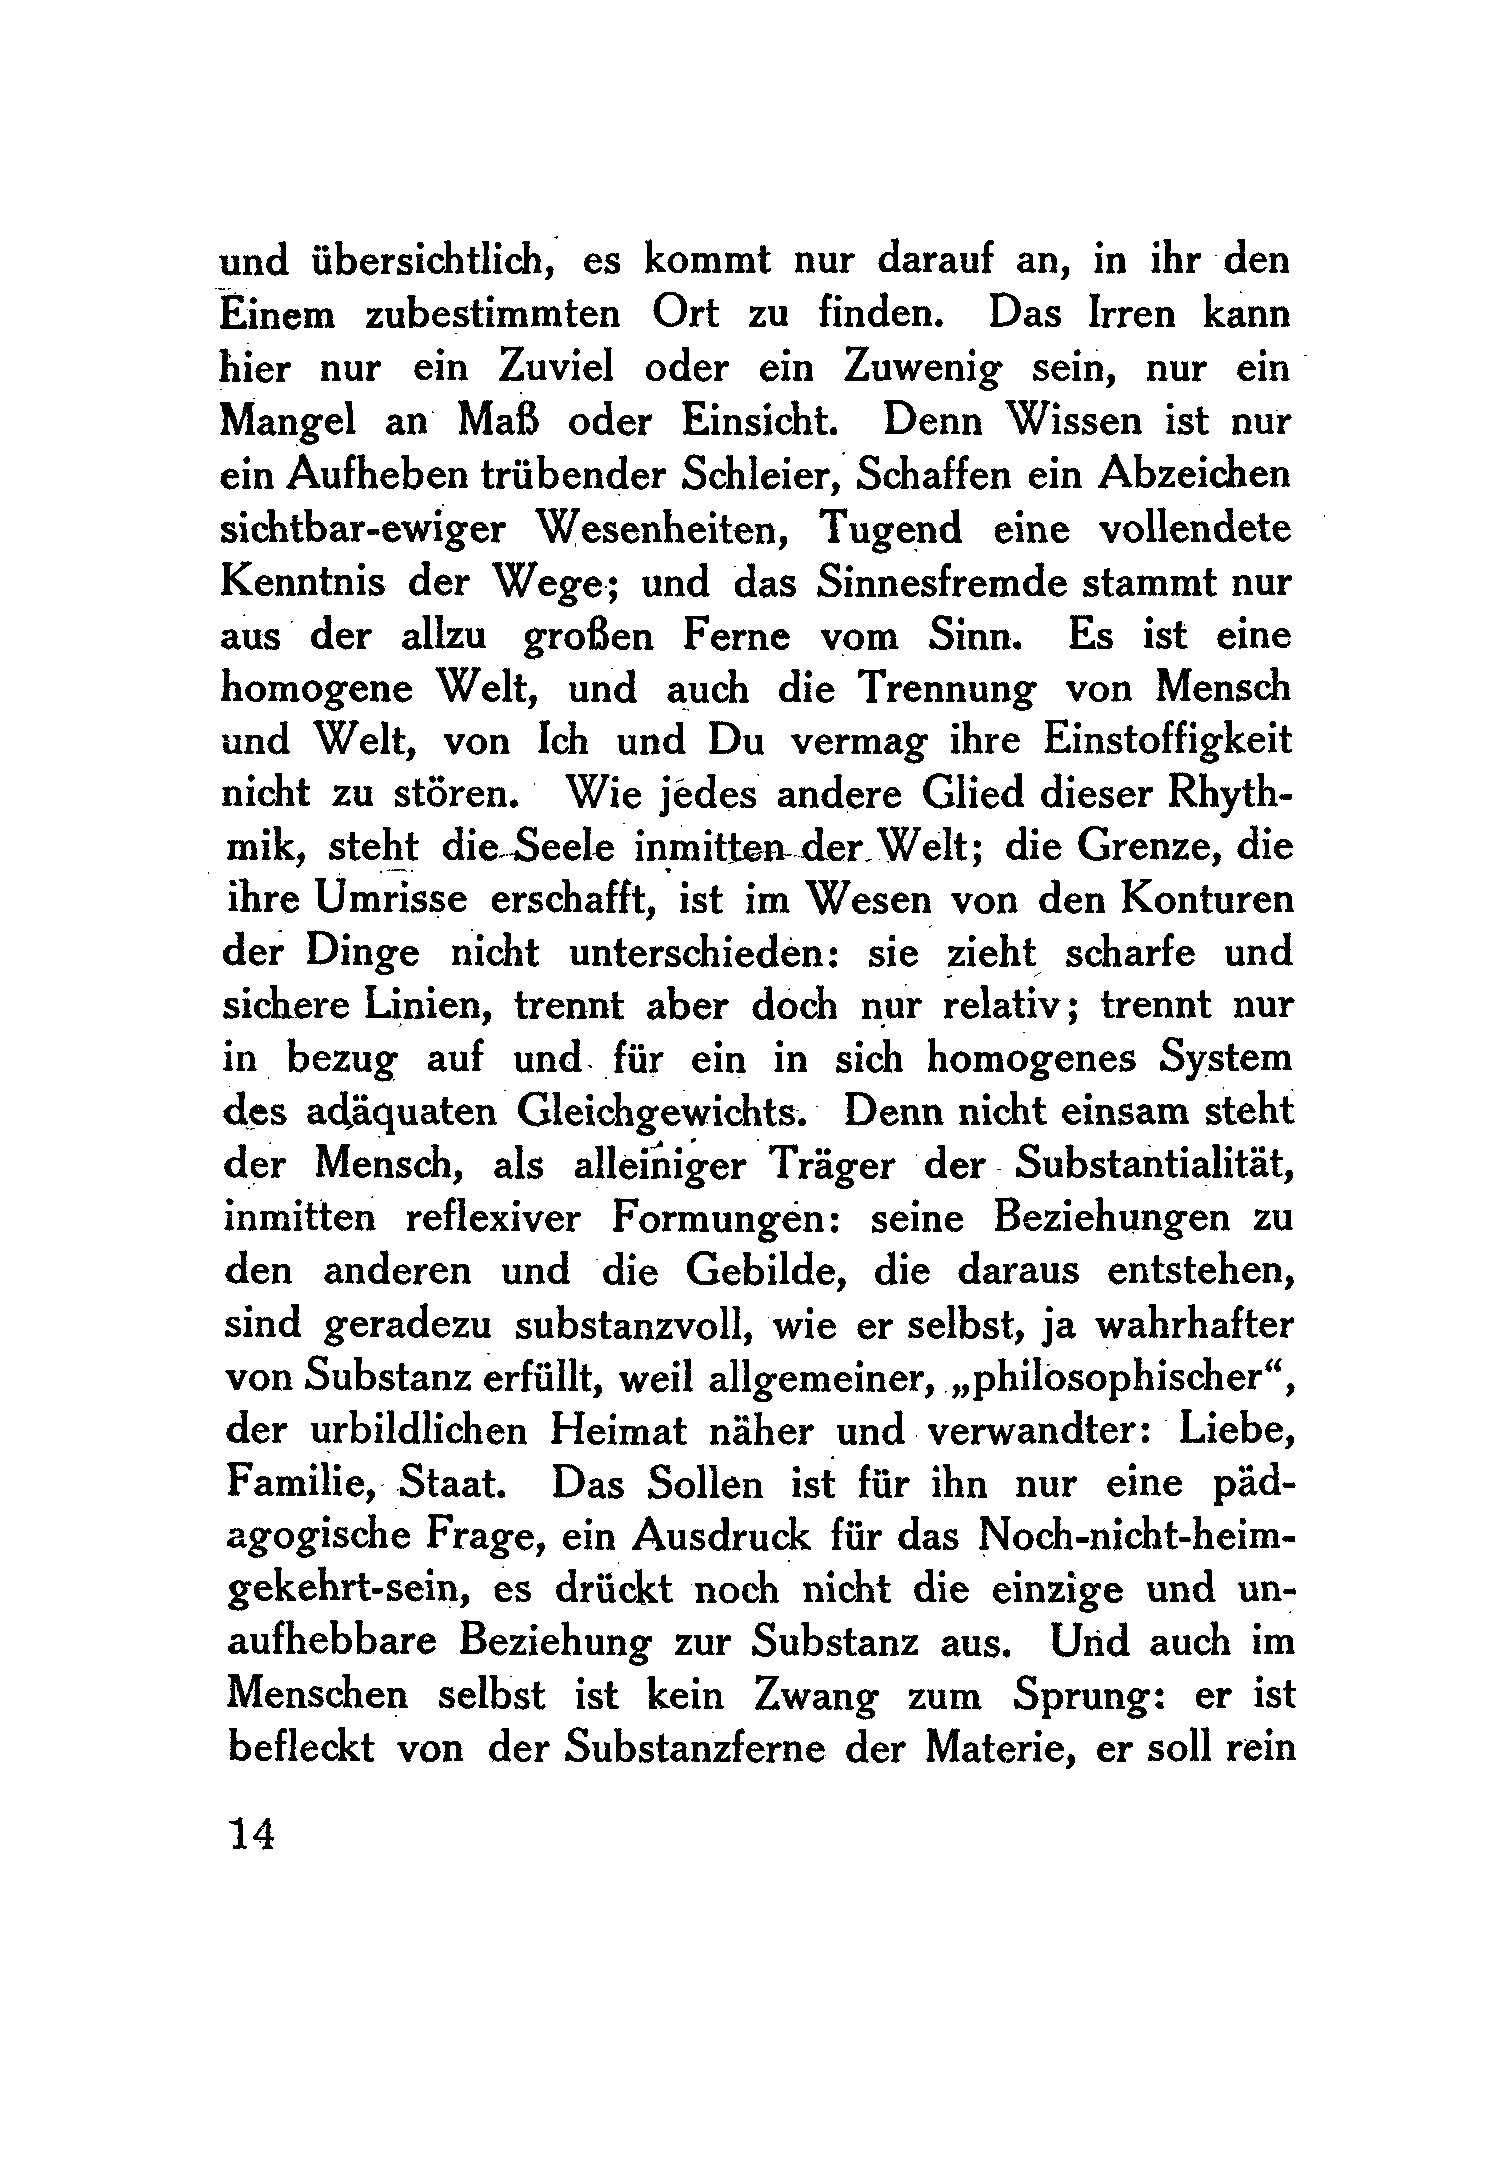 und übersichtlich, es kommt nur darauf an, in ihr den
Einem zubestimmten Ort zu finden. Das Irren kann
hier nur ein Zuviel oder ein Zuwenig sein, nur ein
Mangel an Maß oder Einsicht. Denn Wissen ist nur
ein Aufheben trübender Schleier, Schaffen ein Abzeichen
sichtbar-ewiger Wesenheiten, Tugend eine vollendete
Kenntnis der Wege; und das Sinnesfremde stammt nur
aus der allzu großen Ferne vom Sinn. Es ist eine
homogene Welt, und auch die Trennung von Mensch
und Welt, von Ich und Du vermag ihre Einstoffigkeit
nicht zu stören. Wie jedes andere Glied dieser Rhyth-
mik, steht die Seele inmitten der Welt; die Grenze, die
ihre Umrisse erschafft, ist im Wesen von den Konturen
der Dinge nicht unterschieden: sie zieht scharfe und
sichere Linien, trennt aber doch nur relativ; trennt nur
in bezug auf und für ein in sich homogenes System
des adäquaten Gleichgewichts. Denn nicht einsam steht
der Mensch, als alleiniger Träger der Substantialität,
inmitten reflexiver Formungen: seine Beziehungen zu
den anderen und die Gebilde, die daraus entstehen,
sind geradezu substanzvoll, wie er selbst, ja wahrhafter
von Substanz erfüllt, weil allgemeiner, „philosophischer“,
der urbildlichen Heimat näher und verwandter: Liebe,
Familie, Staat. Das Sollen ist für ihn nur eine päd-
agogische Frage, ein Ausdruck für das Noch-nicht-heim-
gekehrt-sein, es drückt noch nicht die einzige und un-
aufhebbare Beziehung zur Substanz aus. Und auch im
Menschen selbst ist kein Zwang zum Sprung: er ist
befleckt von der Substanzferne der Materie, er soll rein
14